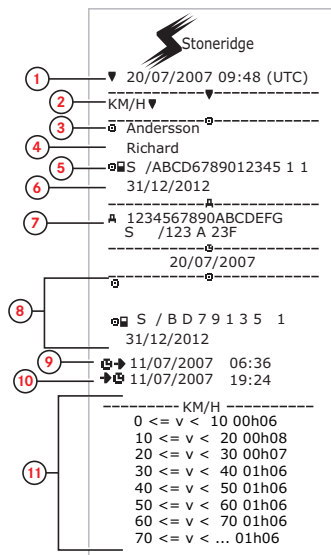 Stoneridge
1 20/07/2007 09:48 (UTC)
2 KM/H
3 Andersson
4 Richard
5 S /ABCD6789012345 1 1
6 31/12/2012
7 1234567890ABCDEFG
S /123 A 23F
20/07/2007
8
S / B D 7 9 1 3 5 1
31/12/2012
9 11/07/2007 06:36
10 11/07/2007 19:24
KM/H
11
0 <= v < 10 00h06
10 <= v < 20 00h08
20 <= v < 30 00h07
30 <= v < 40 01h06
40 <= v < 50 01h06
50 <= v < 60 01h06
60 <= v < 70 01h06
70 <= v < ... 01h06